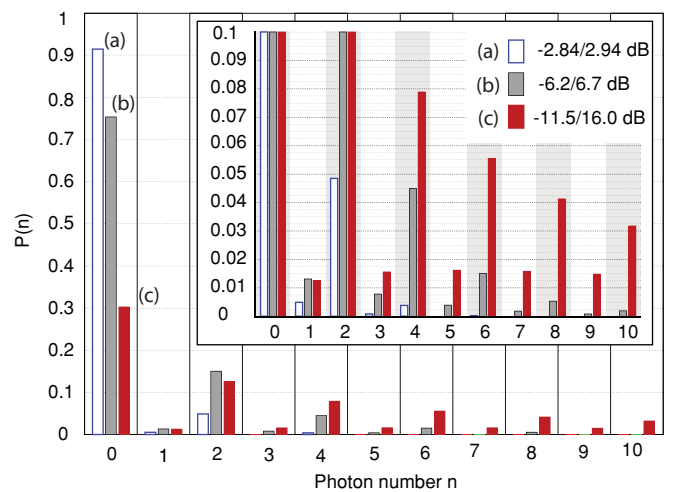 1
0.9
0.8
0.7
0.6
0.5
0.4
0.3
0.2
0.1
0
P(n)
(a)
(b)
(c)
0 1 2 3 4 5 6 7 8 9 10
Photon number n
0.1
0.09
0.08
0.07
0.06
0.05
0.04
0.03
0.02
0.01
0
0 1 2 3 4 5 6 7 8 9 10
(a) -2.84/2.94 dB
(b) -6.2/6.7 dB
(c) -11.5/16.0 dB